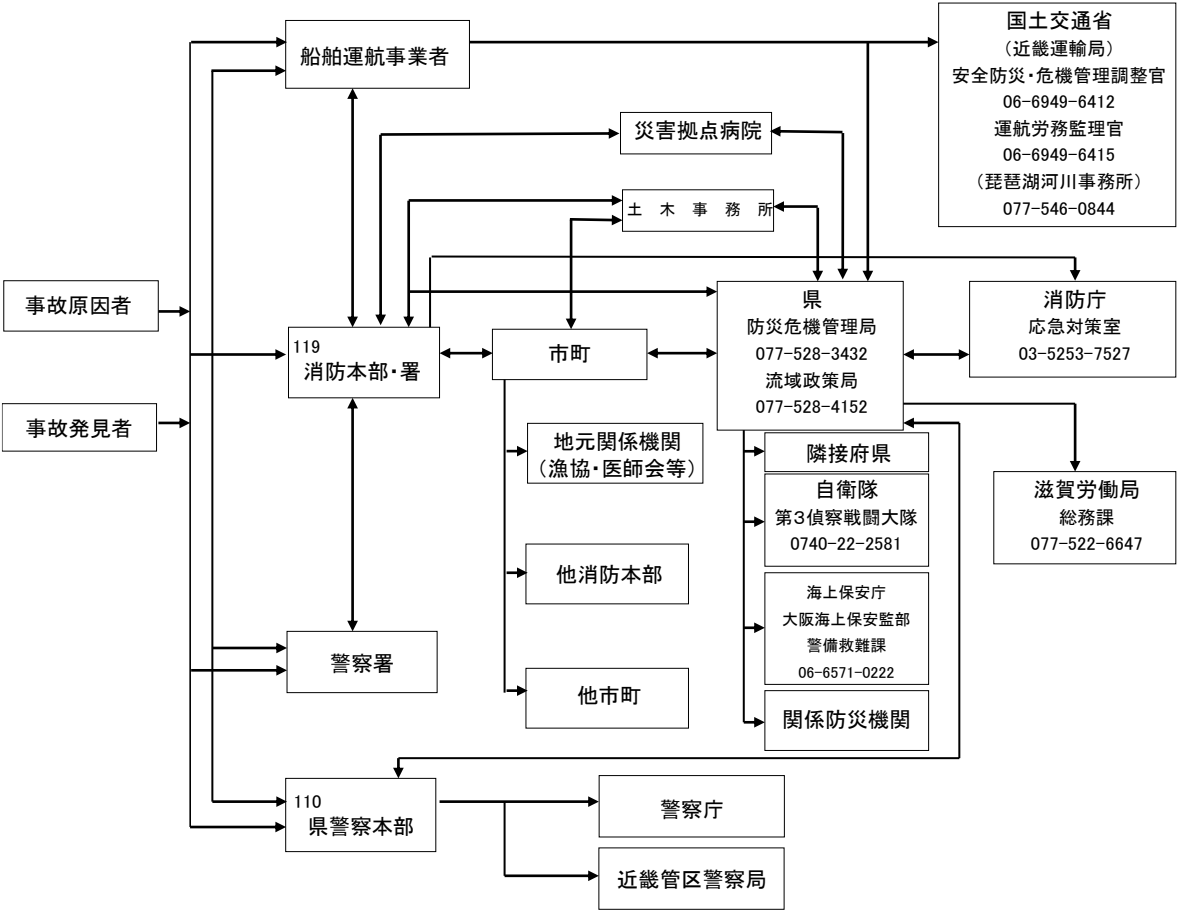 国土交通省
（近畿運輸局）
安全防災・危機管理調整官
06-6949-6412
運航労務監理官
06-6949-6415
（琵琶湖河川事務所）
077-546-0844
船舶運航事業者
災害拠点病院
土木事務所
事故原因者
事故発見者
119
消防本部・署
市町
県
防災危機管理局
077-528-3432
流域政策局
077-528-4152
消防庁
応急対策室
03-5253-7527
地元関係機関
（漁協・医師会等）
他消防本部
他市町
隣接府県
自衛隊
第3偵察戦闘大隊
0740-22-2581
海上保安庁
大阪海上保安監部
警備救難課
06-6571-0222
関係防災機関
滋賀労働局
総務課
077-522-6647
警察署
110
県警察本部
警察庁
近畿管区警察局